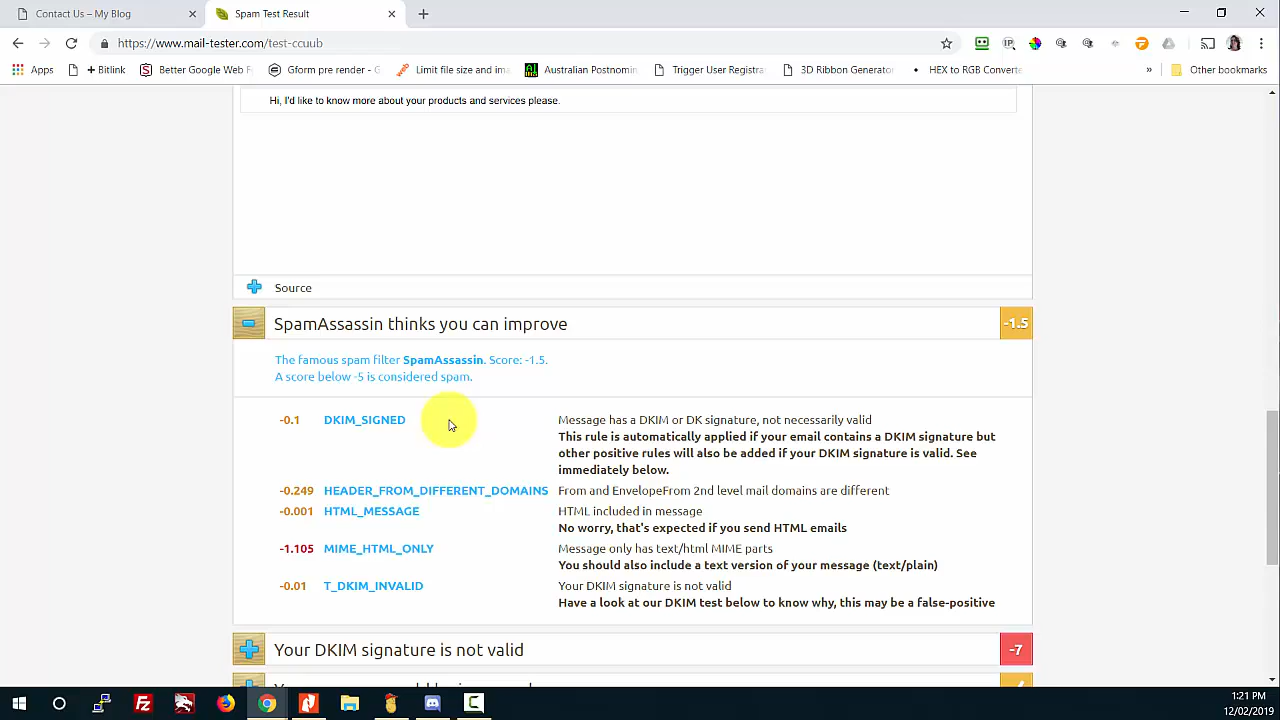 Contact Us – My Blog
Spam Test Result
https://www.mail-tester.com/test-ccuub
Apps
+ Bitlink
Better Google Web F
Gform pre render - G
Limit file size and ima
Australian Postnomin
Trigger User Registra
3D Ribbon Generator
HEX to RGB Converte
»
Other bookmarks
Hi, I'd like to know more about your products and services please.
Source
SpamAssassin thinks you can improve
-1.5
The famous spam filter SpamAssassin. Score: -1.5.
A score below -5 is considered spam.
-0.1 DKIM_SIGNED Message has a DKIM or DK signature, not necessarily valid
This rule is automatically applied if your email contains a DKIM signature but
other positive rules will also be added if your DKIM signature is valid. See
immediately below.
-0.249 HEADER_FROM_DIFFERENT_DOMAINS From and EnvelopeFrom 2nd level mail domains are different
-0.001 HTML_MESSAGE HTML included in message
No worry, that's expected if you send HTML emails
-1.105 MIME_HTML_ONLY Message only has text/html MIME parts
You should also include a text version of your message (text/plain)
-0.01 T_DKIM_INVALID Your DKIM signature is not valid
Have a look at our DKIM test below to know why, this may be a false-positive
Your DKIM signature is not valid
-7
1:21 PM
12/02/2019